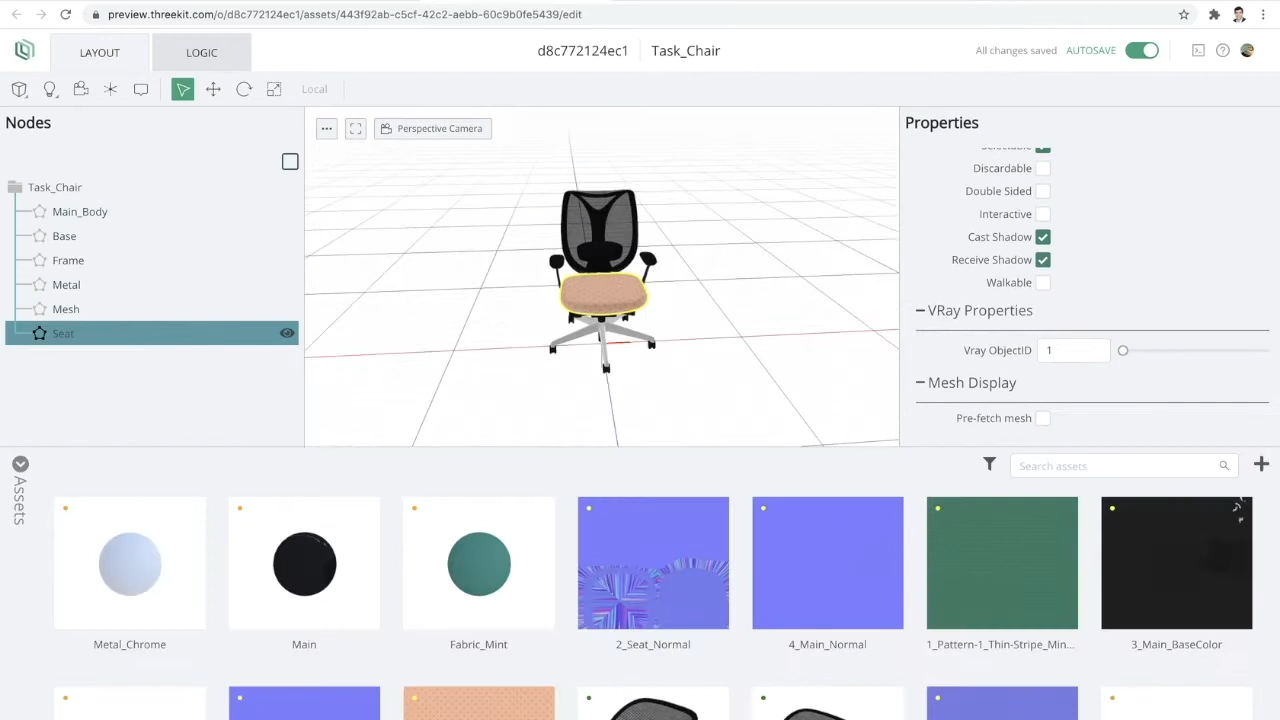 preview.threekit.com/o/d8c772124ec1/assets/443f92ab-c5cf-42c2-aebb-60c9b0fe5439/edit
LAYOUT
LOGIC
d8c772124ec1
Task_Chair
All changes saved
AUTOSAVE
Local
Nodes
Perspective Camera
Properties
Task_Chair
Main_Body
Base
Frame
Metal
Mesh
Seat
Selectable
Discardable
Double Sided
Interactive
Cast Shadow
Receive Shadow
Walkable
VRay Properties
Vray ObjectID 1
Mesh Display
Pre-fetch mesh
Assets
Search assets
Metal_Chrome
Main
Fabric_Mint
2_Seat_Normal
4_Main_Normal
1_Pattern-1_Thin-Stripe_Min...
3_Main_BaseColor